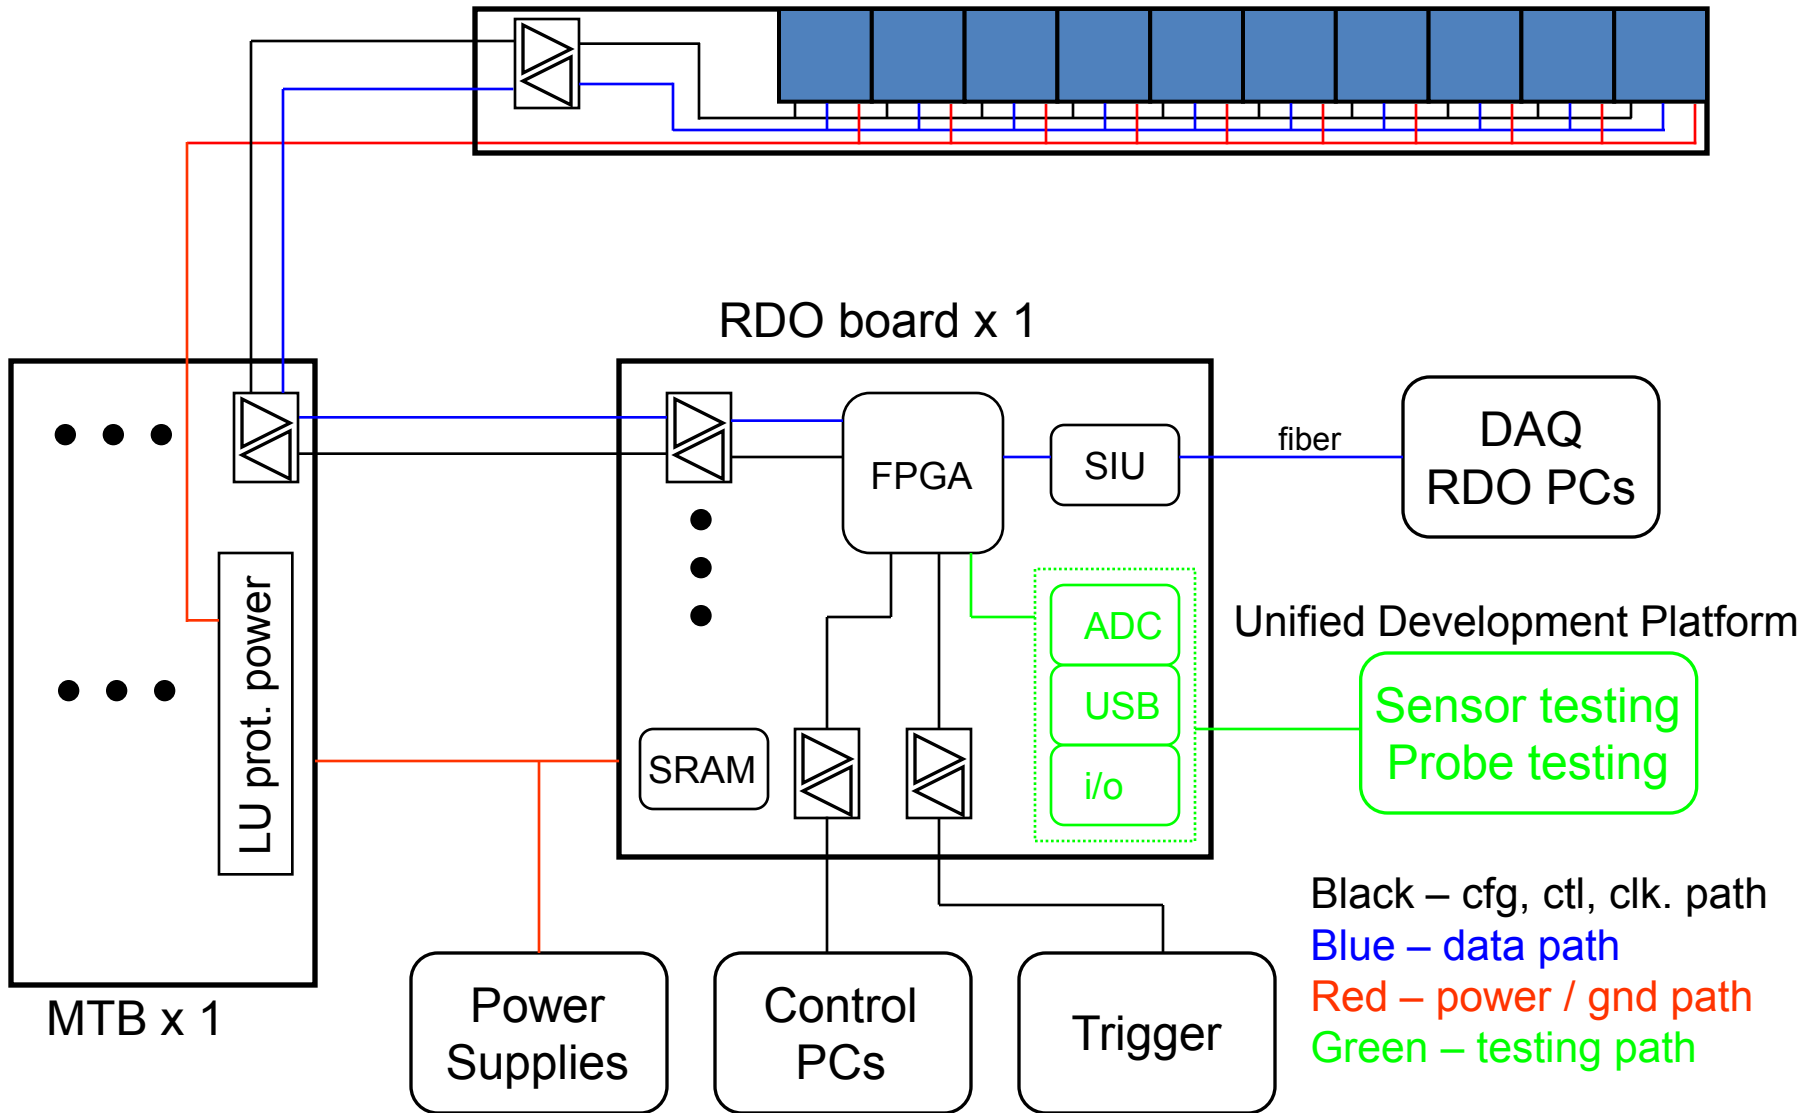 RDO board x 1
FPGA
SIU
fiber
DAQ
RDO PCs
LU prot. power
ADC
USB
i/o
Unified Development Platform
Sensor testing
Probe testing
SRAM
MTB x 1
Power
Supplies
Control
PCs
Trigger
Black – cfg, ctl, clk. path
Blue – data path
Red – power / gnd path
Green – testing path